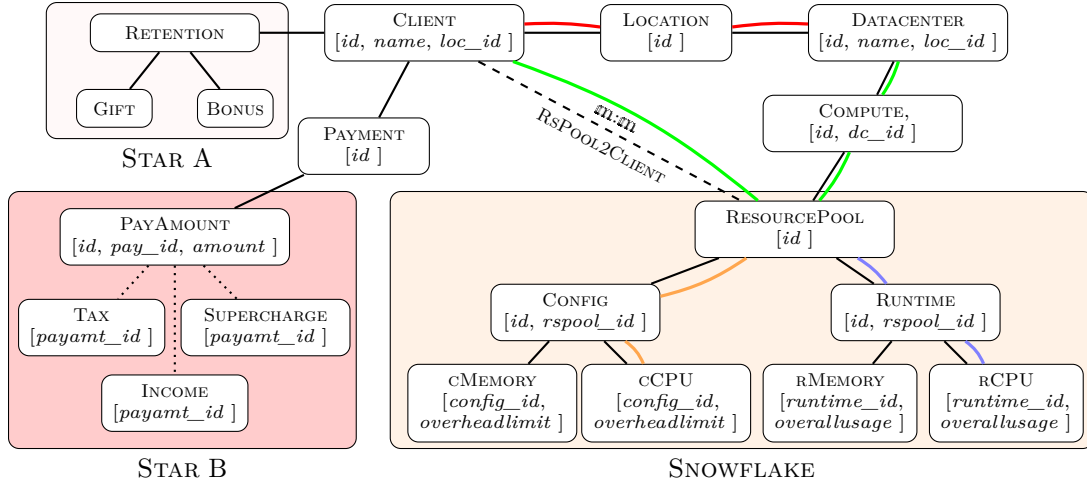 RETENTION
GIFT
BONUS
STAR A
CLIENT
[id, name, loc_id ]
LOCATION
[id ]
DATACENTER
[id, name, loc_id ]
COMPUTE,
[id, dc_id ]
PAYMENT
[id ]
m:m
RSPOOL2CLIENT
PAYAMOUNT
[id, pay_id, amount ]
TAX
[payamt_id ]
SUPERCHARGE
[payamt_id ]
INCOME
[payamt_id ]
STAR B
RESOURCEPOOL
[id ]
CONFIG
[id, rspool_id ]
RUNTIME
[id, rspool_id ]
CMEMORY
[config_id,
overheadlimit ]
CCPU
[config_id,
overheadlimit ]
RMEMORY
[runtime_id,
overallusage ]
RCPU
[runtime_id,
overallusage ]
SNOWFLAKE